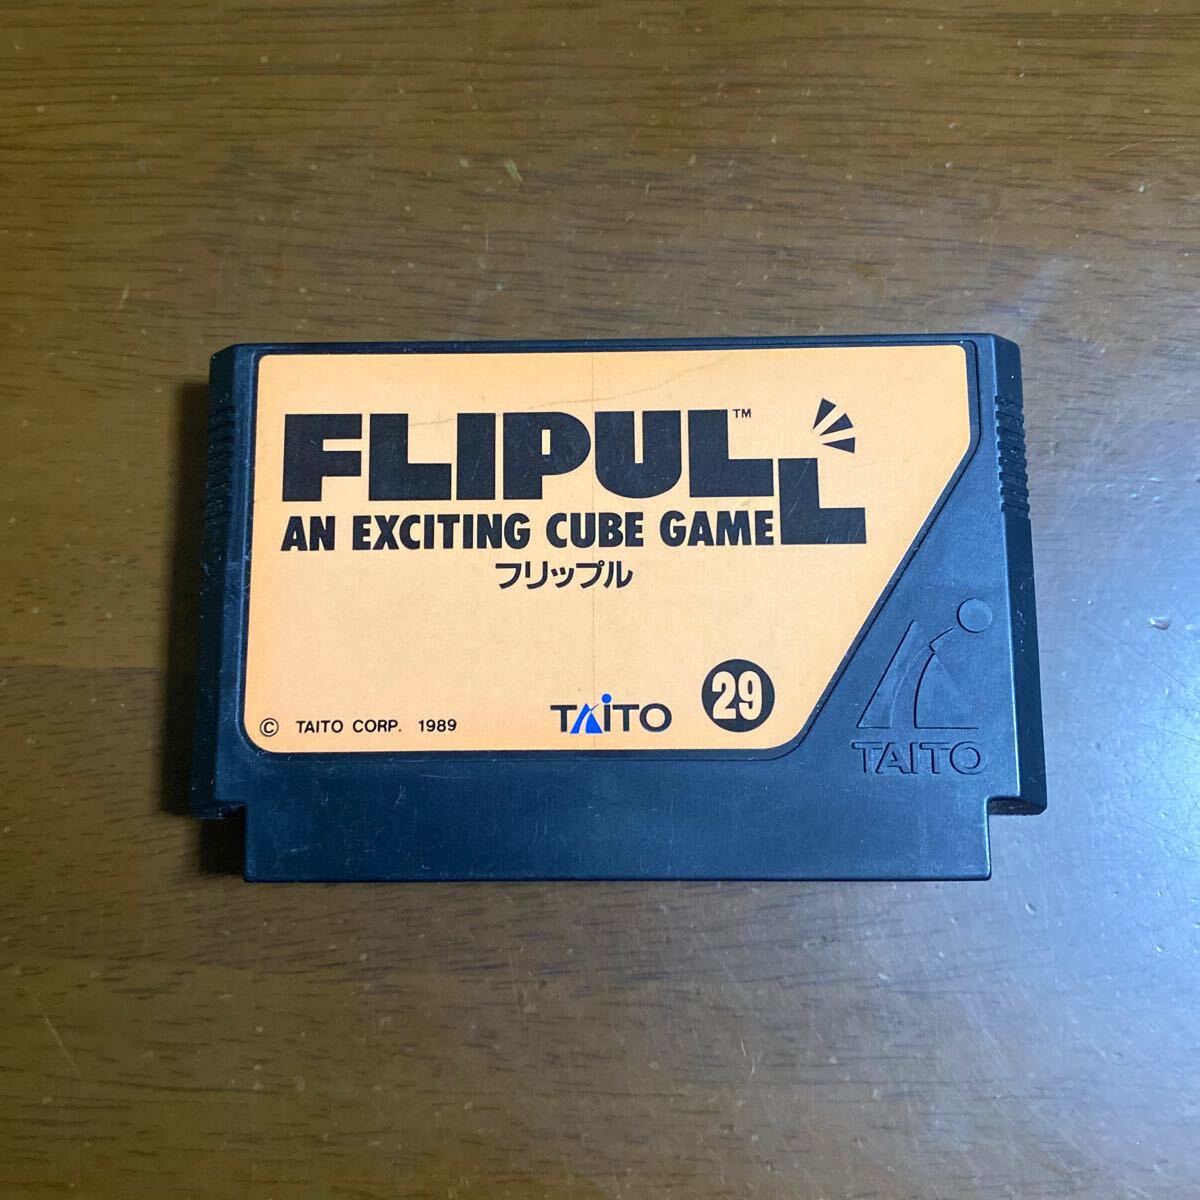 FLIPULL™
AN EXCITING CUBE GAME
フリップル
© TAITO CORP. 1989
TAITO
29
TAITO